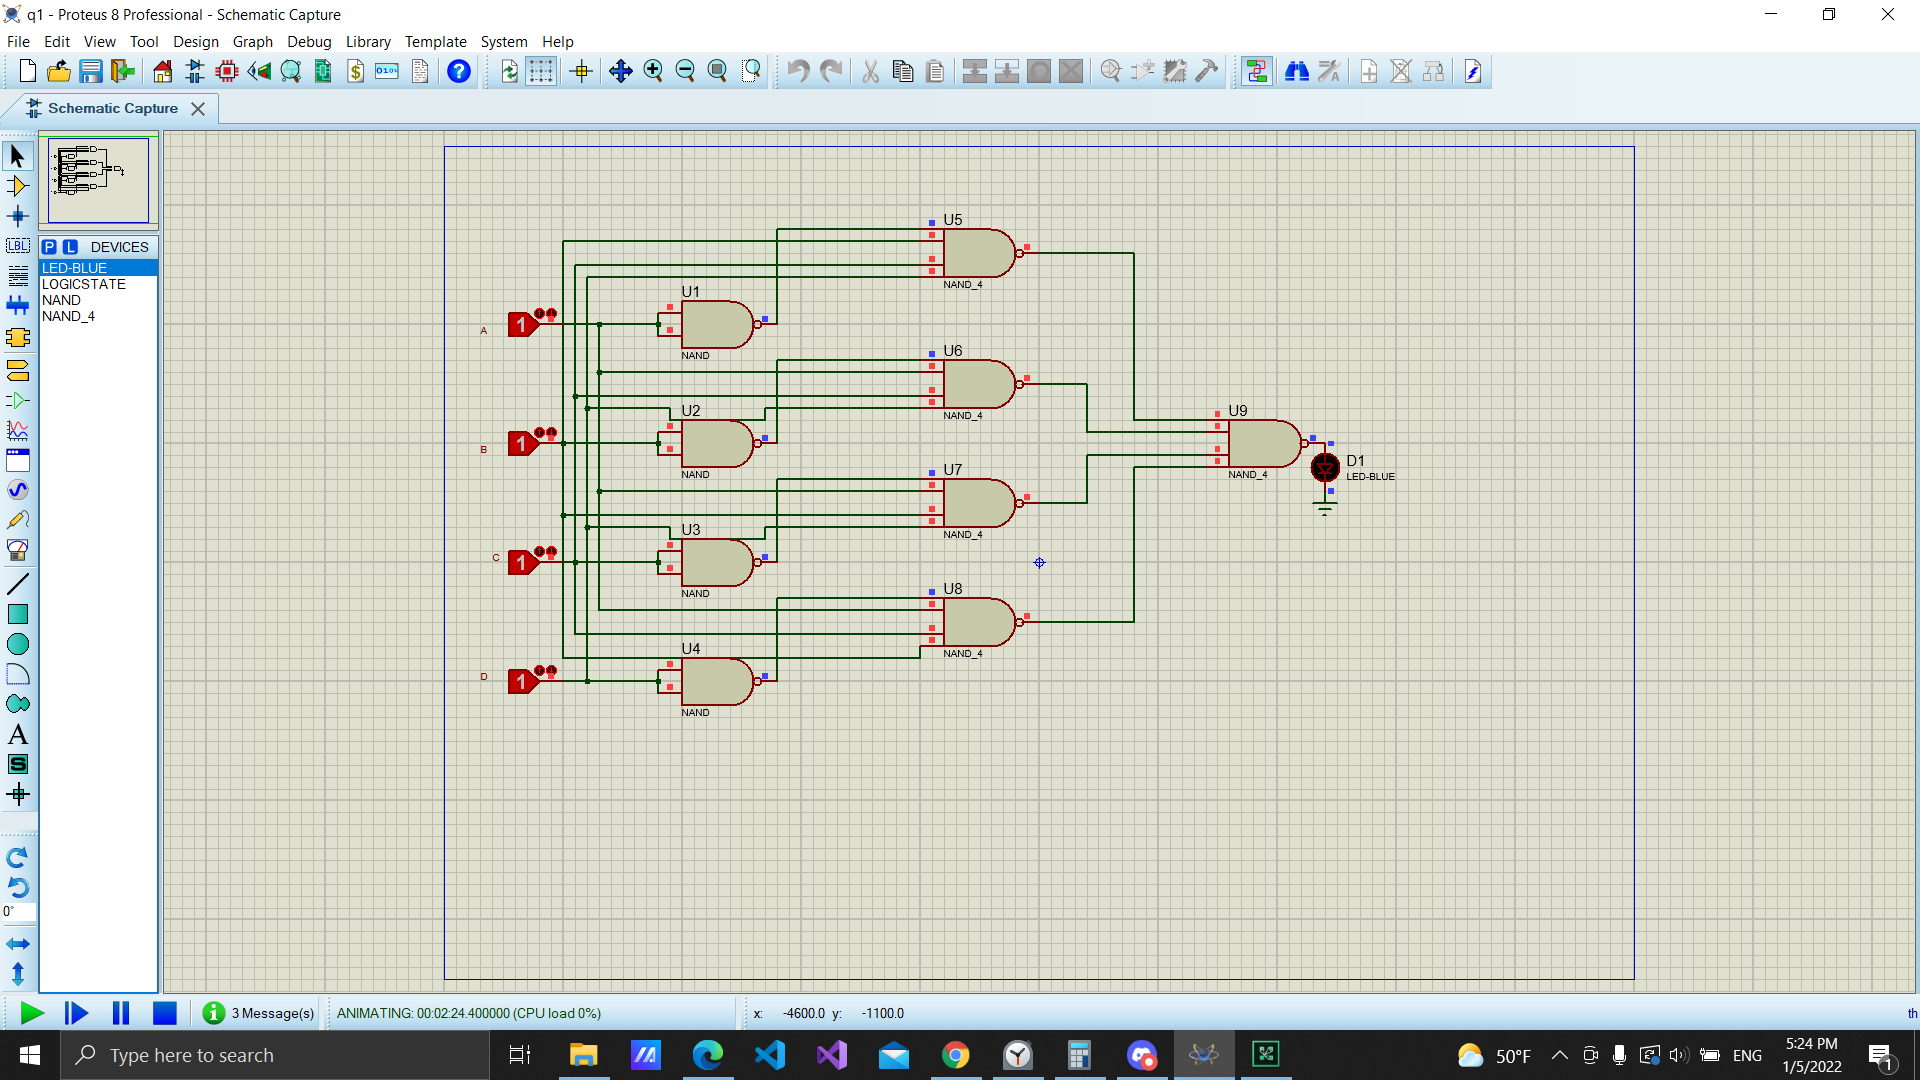 q1 - Proteus 8 Professional - Schematic Capture
File Edit View Tool Design Graph Debug Library Template System Help
$ 0101 ?
Schematic Capture
P L DEVICES
LED-BLUE
LOGICSTATE
NAND
NAND_4
LBL
A
S
0°
U5
NAND_4
U1
A 1
NAND
U6
NAND_4
U2
B 1
NAND
U9
NAND_4
D1
LED-BLUE
U7
NAND_4
U3
C 1
NAND
U8
NAND_4
U4
D 1
NAND
3 Message(s) ANIMATING: 00:02:24.400000 (CPU load 0%) x: -4600.0 y: -1100.0 th
Type here to search
50°F ENG
5:24 PM
1/5/2022
1